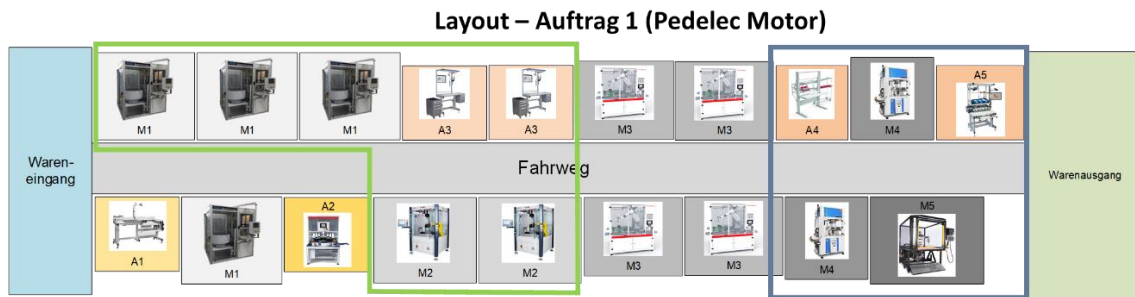 Layout – Auftrag 1 (Pedelec Motor)
M1
M1
M1
A3
A3
M3
M3
A4
M4
A5
Waren-
eingang
Fahrweg
Warenausgang
A1
M1
A2
M2
M2
M3
M3
M4
M5